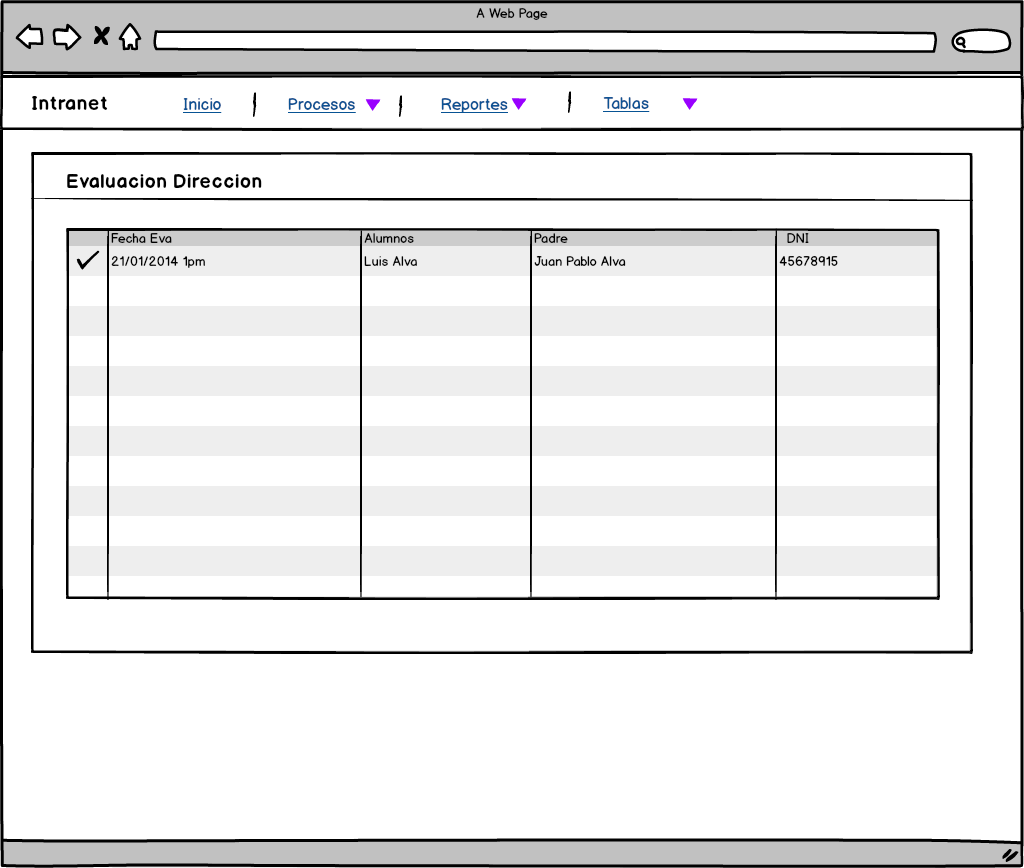 A Web Page
Intranet Inicio Procesos Reportes Tablas
Evaluacion Direccion
Fecha Eva Alumnos Padre DNI
21/01/2014 1pm Luis Alva Juan Pablo Alva 45678915